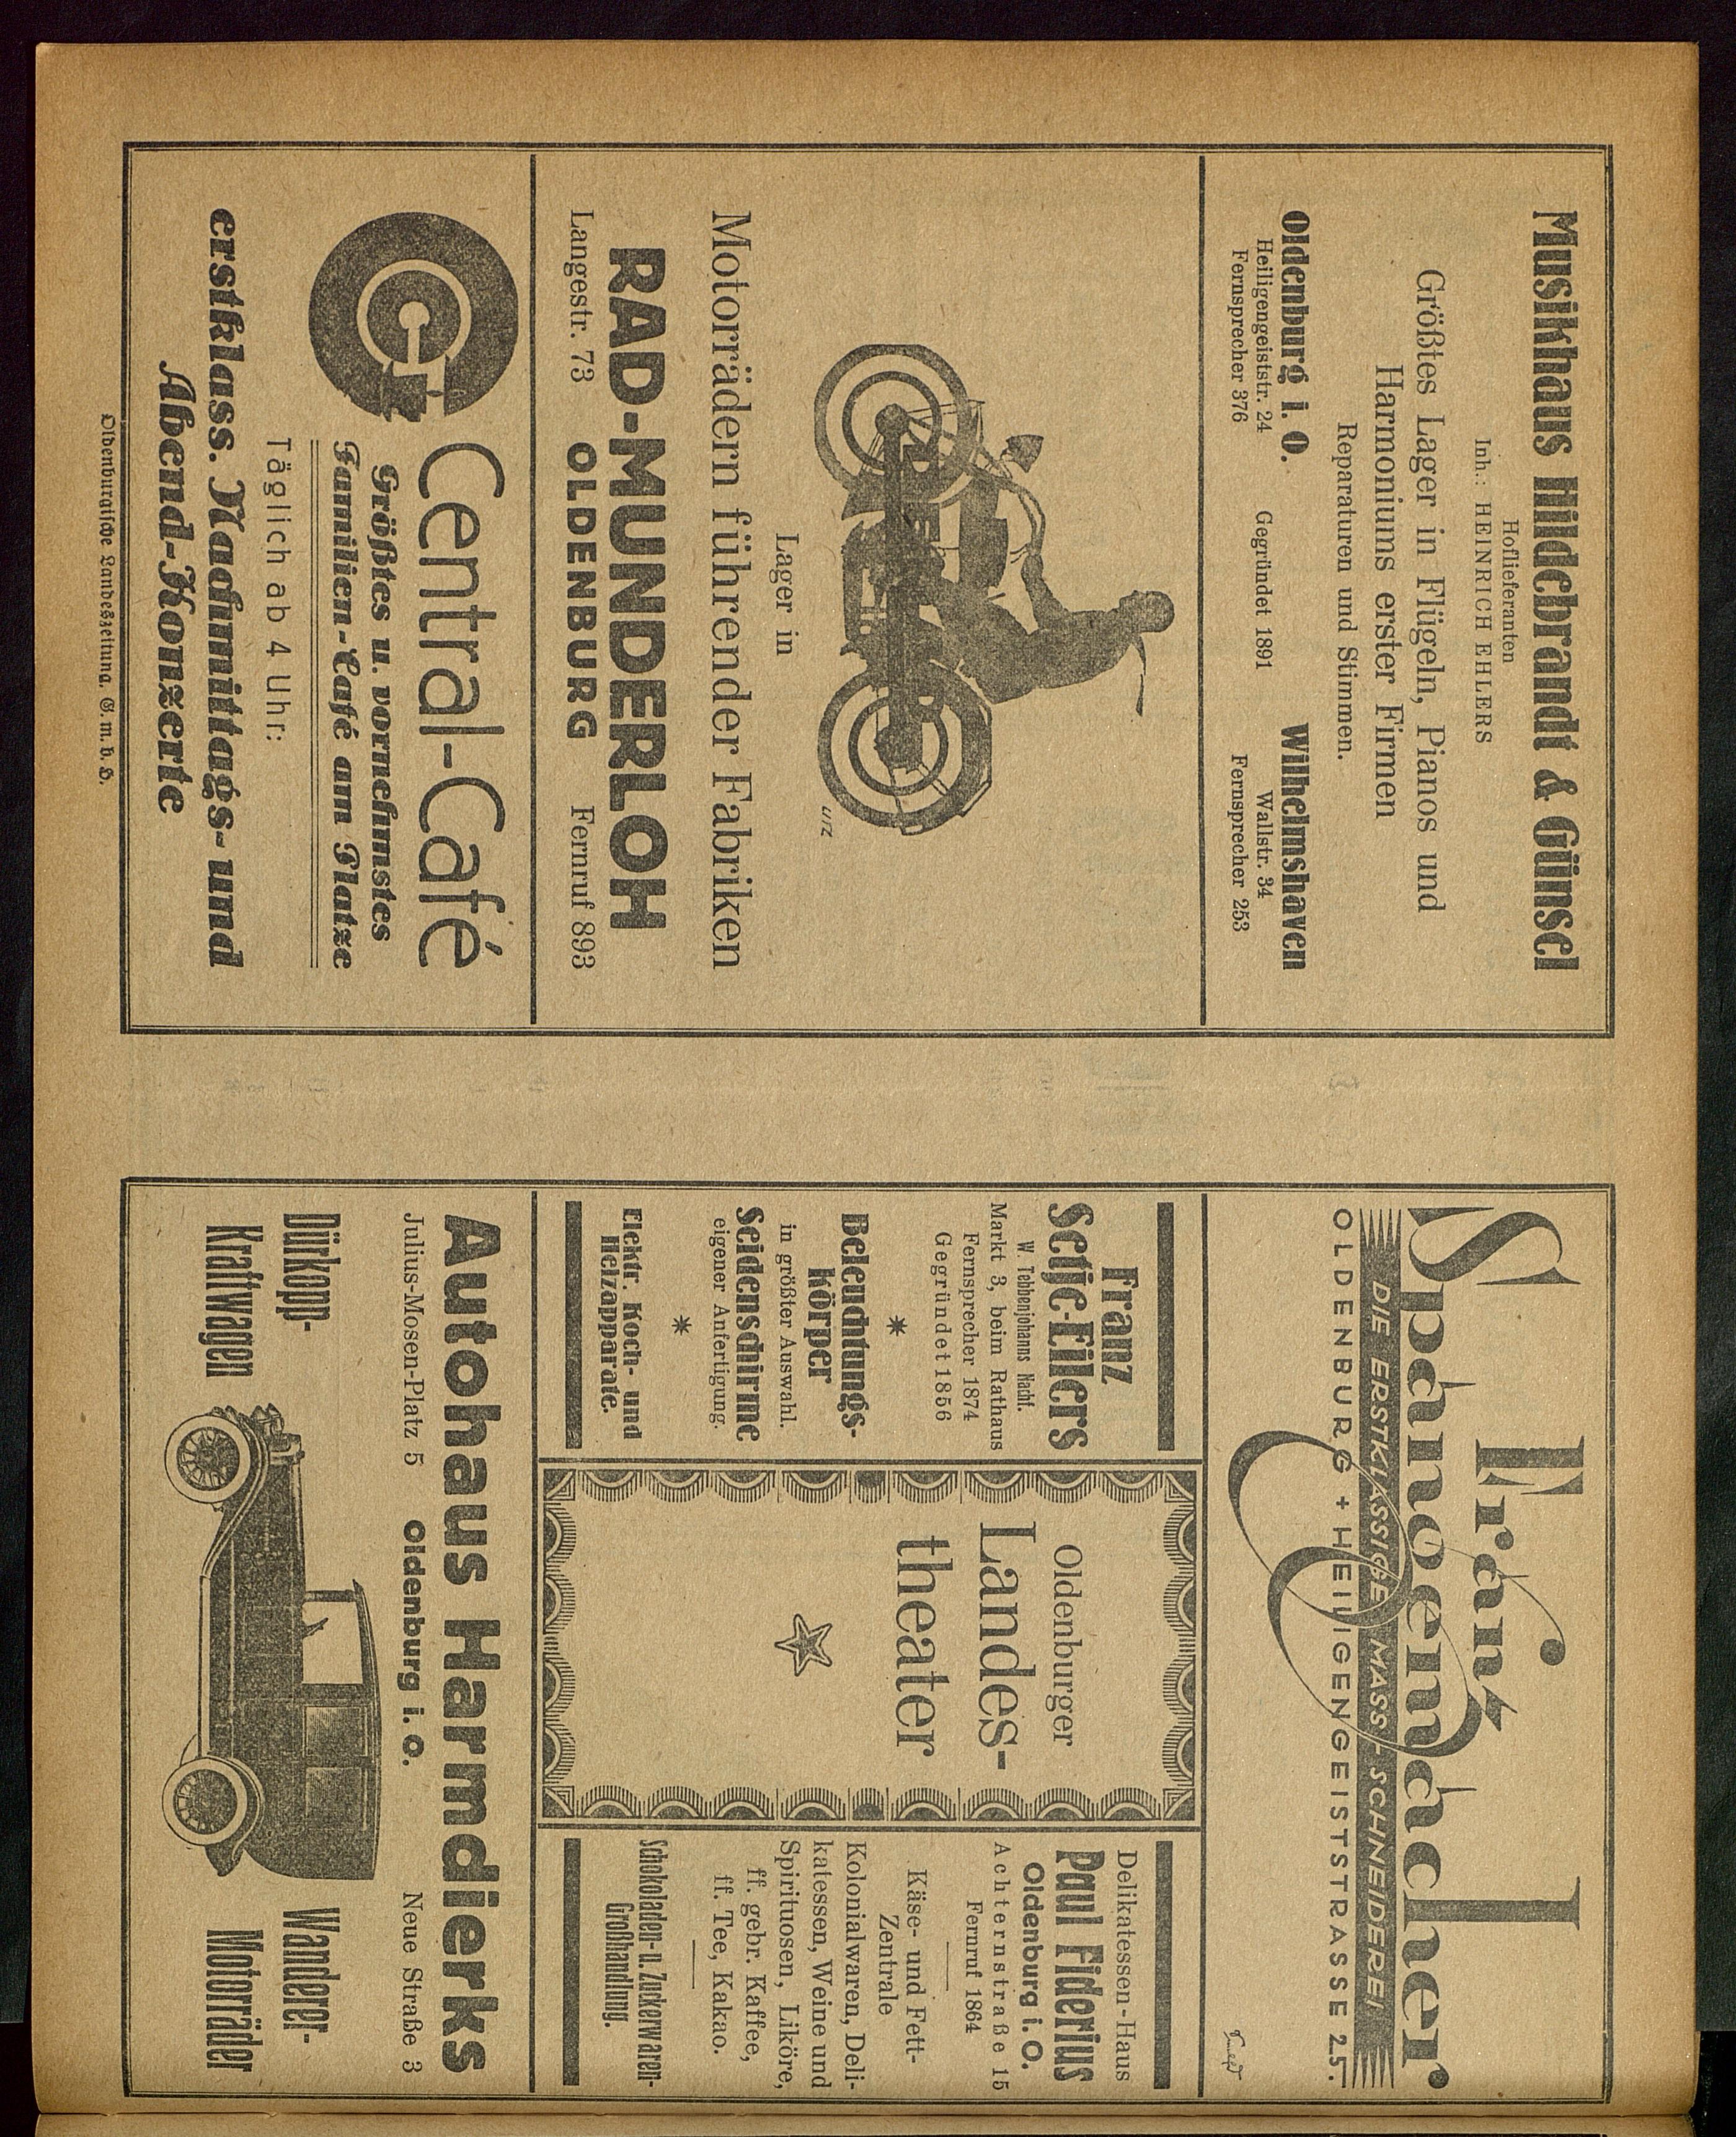 Musikhaus Hildebrandt & Günsel
Hoflieferanten
Inh.: HEINRICH EHLERS
Größtes Lager in Flügeln, Pianos und
Harmoniums erster Firmen
Reparaturen und Stimmen.
Oldenburg i. O.
Heiligengeiststr. 24
Fernsprecher 376
Gegründet 1891
Wilhelmshaven
Wallstr. 34
Fernsprecher 253
Lager in
Motorrädern führender Fabriken
RAD-MUNDERLOH
Langestr. 73 OLDENBURG Fernruf 893
Central-Café
Größtes u. vornehmstes
Familien-Café am Platze
Täglich ab 4 Uhr:
erstklass. Nachmittags- und
Abend-Konzerte
Oldenburgische Landeszeitung, G. m. b. H.
Franz
Spannemacher
DIE ERSTKLASSIGE MASS-SCHNEIDEREI
OLDENBURG + HEILIGENGEISTSTRASSE 25.
Franz
Setje-Eilers
W. Tebbenjohanns Nachf.
Markt 3, beim Rathaus
Fernsprecher 1874
Gegründet 1856
Beleuchtungs-
körper
in größter Auswahl.
Seidenschirme
eigener Anfertigung.
Elektr. Koch- und
Heizapparate.
Oldenburger
Landes-
theater
Delikatessen-Haus
Paul Fiderius
Oldenburg i. O.
Achternstraße 15
Fernruf 1864
Käse- und Fett-
Zentrale
Kolonialwaren, Deli-
katessen, Weine und
Spirituosen, Liköre,
ff. gebr. Kaffee,
ff. Tee, Kakao.
Schokoladen- u. Zuckerwaren-
Großhandlung.
Autohaus Harmdierks
Julius-Mosen-Platz 5 Oldenburg i. O. Neue Straße 3
Dürkopp-
Kraftwagen
Wanderer-
Motorräder